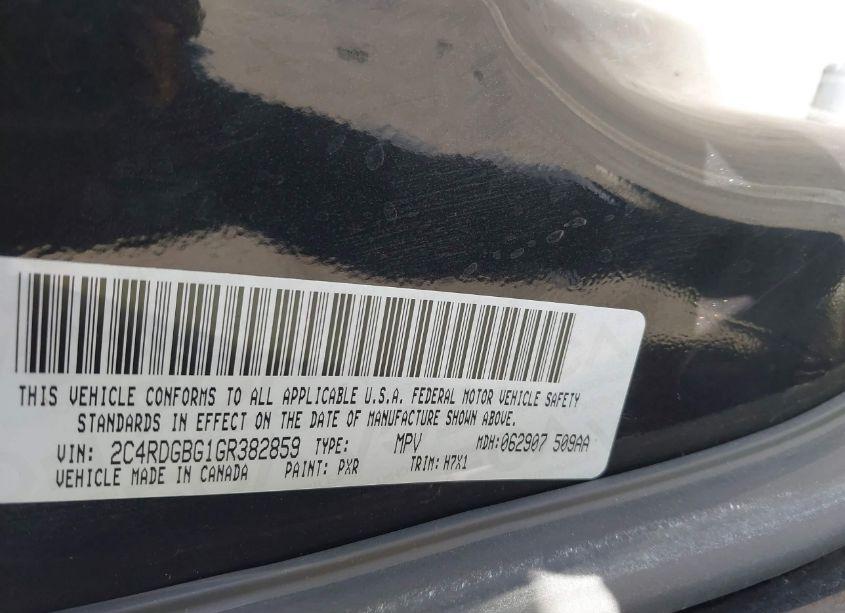 THIS VEHICLE CONFORMS TO ALL APPLICABLE U.S.A. FEDERAL MOTOR VEHICLE SAFETY
STANDARDS IN EFFECT ON THE DATE OF MANUFACTURE SHOWN ABOVE.
VIN: 2C4RDGBG1GR382859 TYPE: MPV MDH:062907 509AA
VEHICLE MADE IN CANADA PAINT: PXR TRIM: H7X1